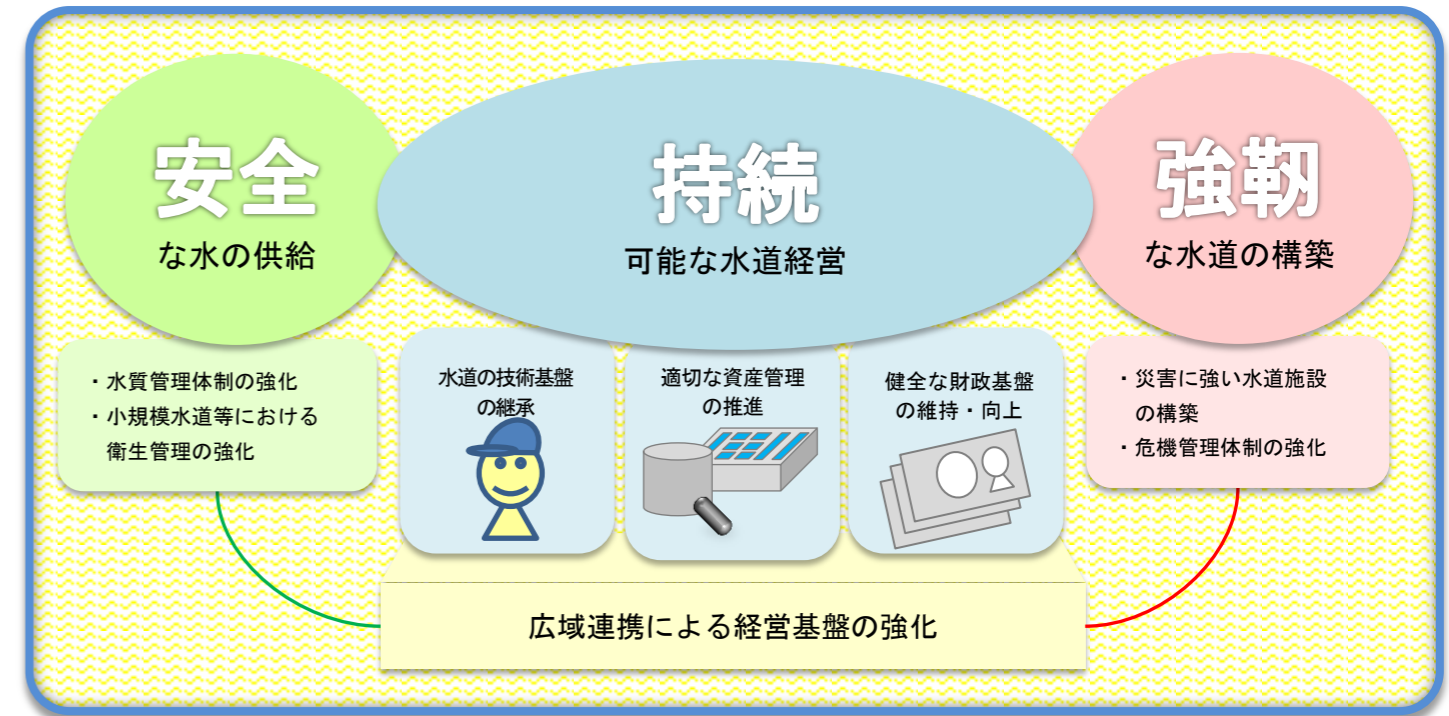 安全
な水の供給
持続
可能な水道経営
強靭
な水道の構築
・水質管理体制の強化
・小規模水道等における
衛生管理の強化
水道の技術基盤
の継承
適切な資産管理
の推進
健全な財政基盤
の維持・向上
・災害に強い水道施設
の構築
・危機管理体制の強化
広域連携による経営基盤の強化